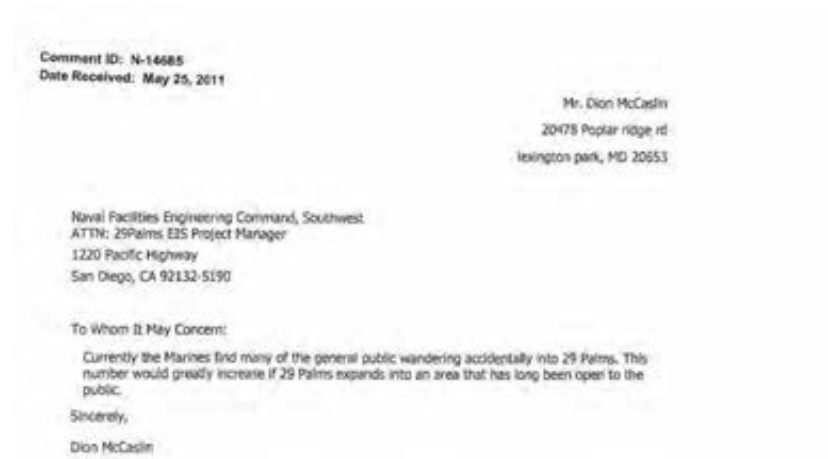 Comment ID: N-14685
Date Received: May 25, 2011
Mr. Dion McCaslin
20478 Poplar ridge rd
lexington park, MD 20653
Naval Facilities Engineering Command, Southwest
ATTN: 29Palms EIS Project Manager
1220 Pacific Highway
San Diego, CA 92132-5190
To Whom It May Concern:
Currently the Marines find many of the general public wandering accidentally into 29 Palms. This
number would greatly increase if 29 Palms expands into an area that has long been open to the
public.
Sincerely,
Dion McCaslin